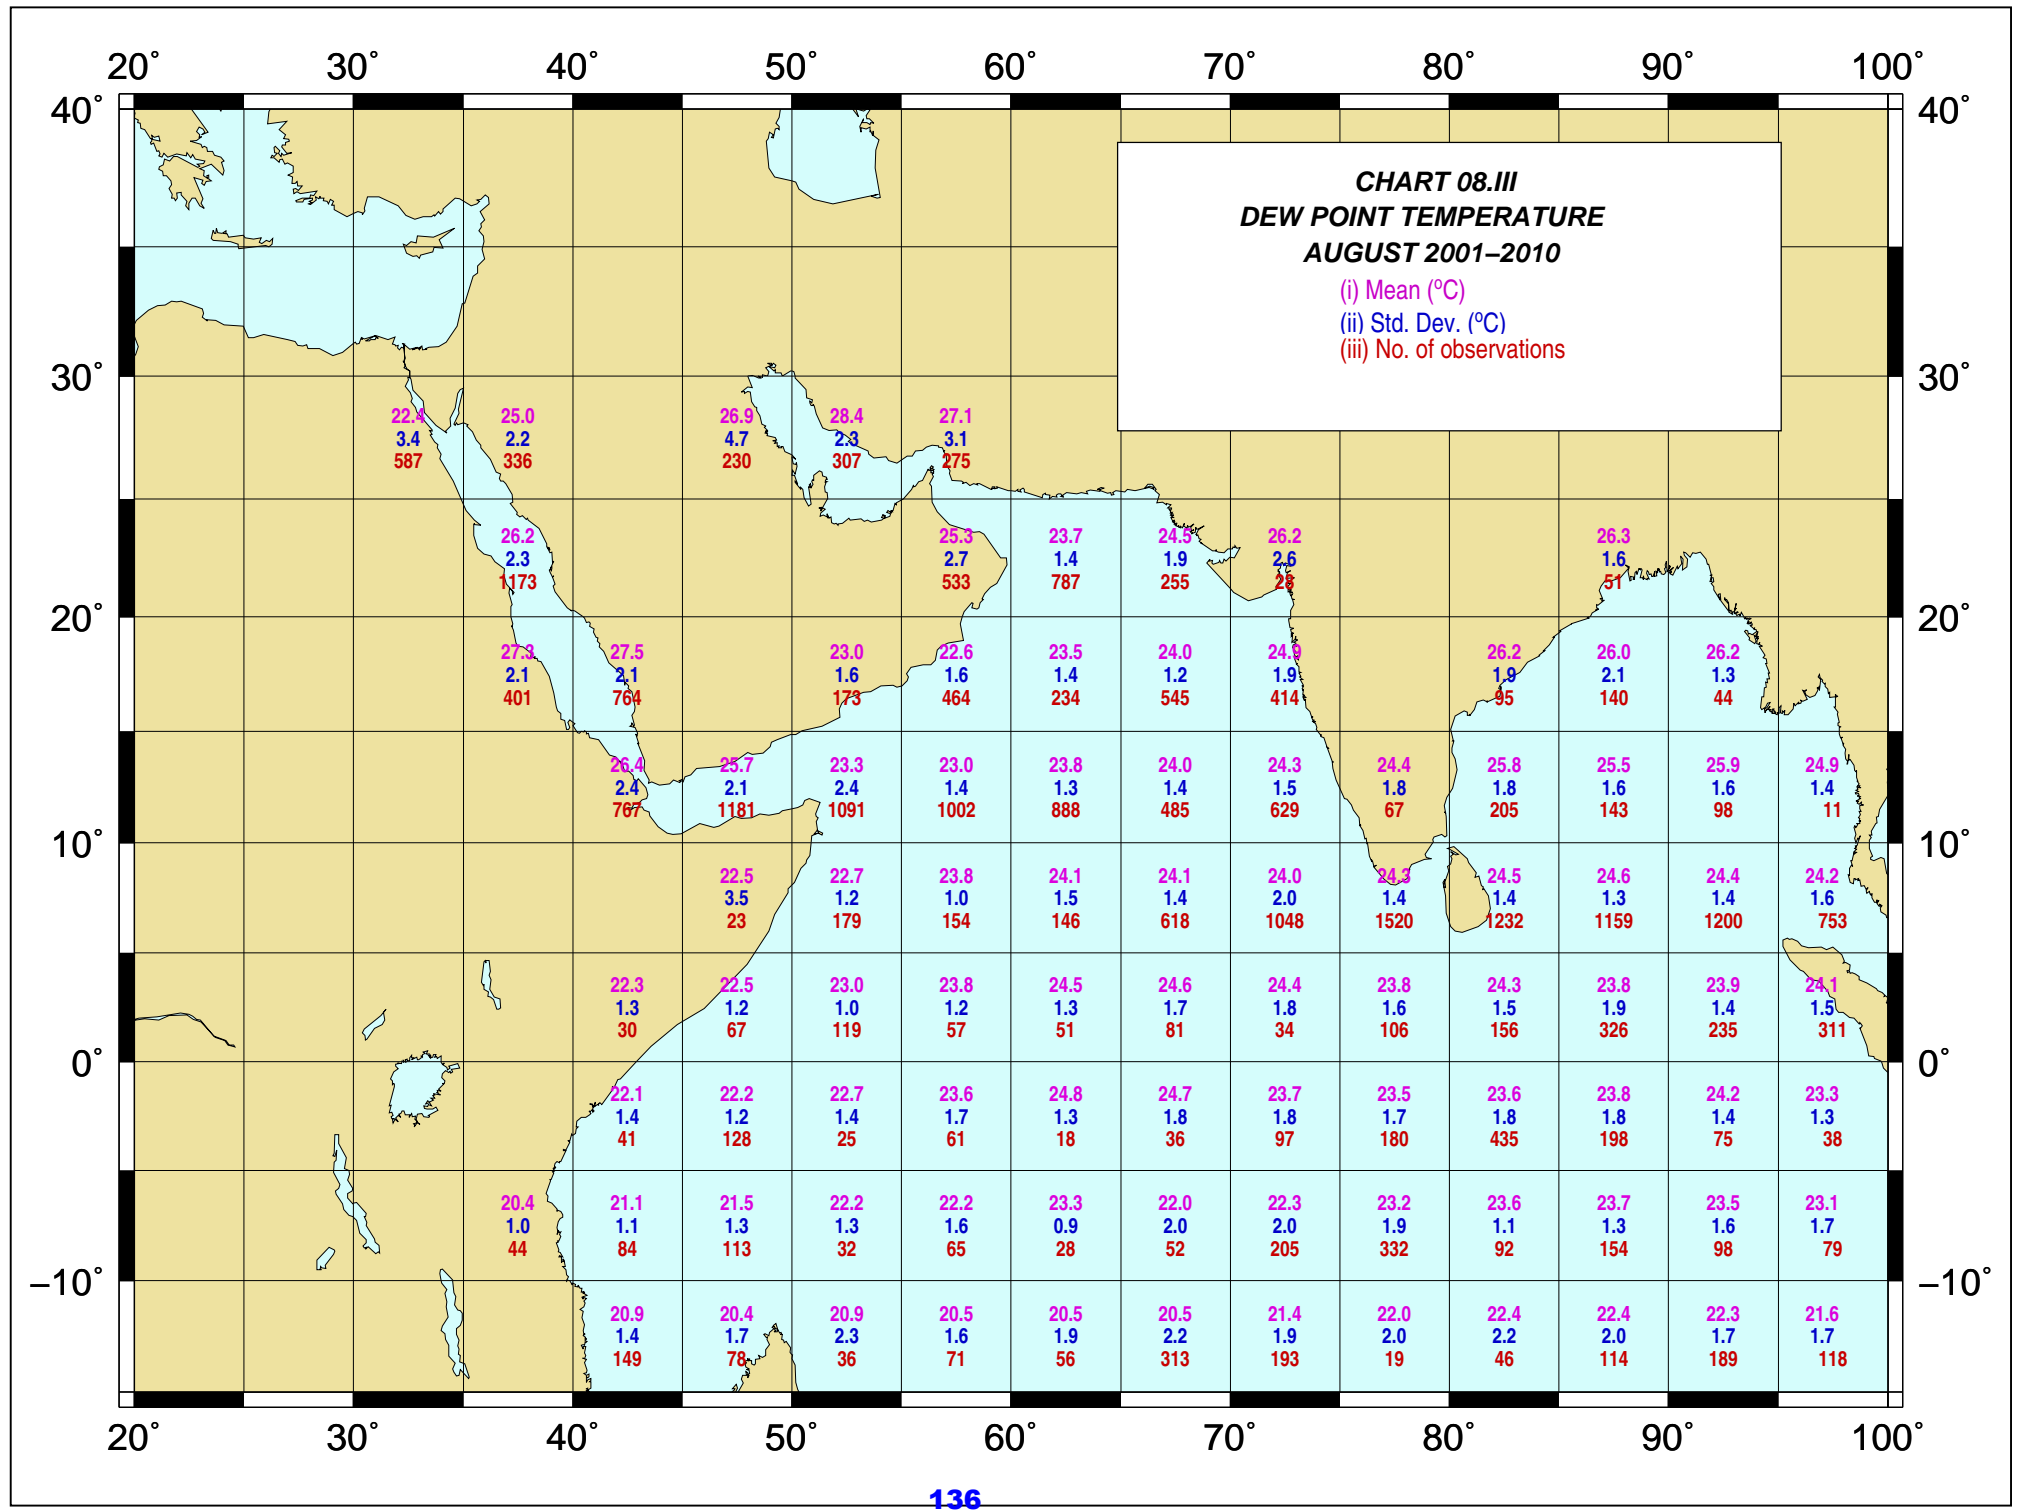 20° 30° 40° 50° 60° 70° 80° 90° 100°
40° 40°
CHART 08.III
DEW POINT TEMPERATURE
AUGUST 2001–2010
(i) Mean (°C)
(ii) Std. Dev. (°C)
(iii) No. of observations
30° 30°
22.4 25.0 26.9 28.4 27.1
3.4 2.2 4.7 2.3 3.1
587 336 230 307 275
26.2 25.3 23.7 24.5 26.2 26.3
2.3 2.7 1.4 1.9 2.6 1.6
1173 533 787 255 28 51
20° 20°
27.3 27.5 23.0 22.6 23.5 24.0 24.9 26.2 26.0 26.2
2.1 2.1 1.6 1.6 1.4 1.2 1.9 1.9 2.1 1.3
401 764 173 464 234 545 414 95 140 44
26.4 25.7 23.3 23.0 23.8 24.0 24.3 24.4 25.8 25.5 25.9 24.9
2.4 2.1 2.4 1.4 1.3 1.4 1.5 1.8 1.8 1.6 1.6 1.4
767 1181 1091 1002 888 485 629 67 205 143 98 11
10° 10°
22.5 22.7 23.8 24.1 24.1 24.0 24.3 24.5 24.6 24.4 24.2
3.5 1.2 1.0 1.5 1.4 2.0 1.4 1.4 1.3 1.4 1.6
23 179 154 146 618 1048 1520 1232 1159 1200 753
22.3 22.5 23.0 23.8 24.5 24.6 24.4 23.8 24.3 23.8 23.9 24.1
1.3 1.2 1.0 1.2 1.3 1.7 1.8 1.6 1.5 1.9 1.4 1.5
30 67 119 57 51 81 34 106 156 326 235 311
0° 0°
22.1 22.2 22.7 23.6 24.8 24.7 23.7 23.5 23.6 23.8 24.2 23.3
1.4 1.2 1.4 1.7 1.3 1.8 1.8 1.7 1.8 1.8 1.4 1.3
41 128 25 61 18 36 97 180 435 198 75 38
20.4 21.1 21.5 22.2 22.2 23.3 22.0 22.3 23.2 23.6 23.7 23.5 23.1
1.0 1.1 1.3 1.3 1.6 0.9 2.0 2.0 1.9 1.1 1.3 1.6 1.7
44 84 113 32 65 28 52 205 332 92 154 98 79
–10° –10°
20.9 20.4 20.9 20.5 20.5 20.5 21.4 22.0 22.4 22.4 22.3 21.6
1.4 1.7 2.3 1.6 1.9 2.2 1.9 2.0 2.2 2.0 1.7 1.7
149 78 36 71 56 313 193 19 46 114 189 118
20° 30° 40° 50° 60° 70° 80° 90° 100°
136